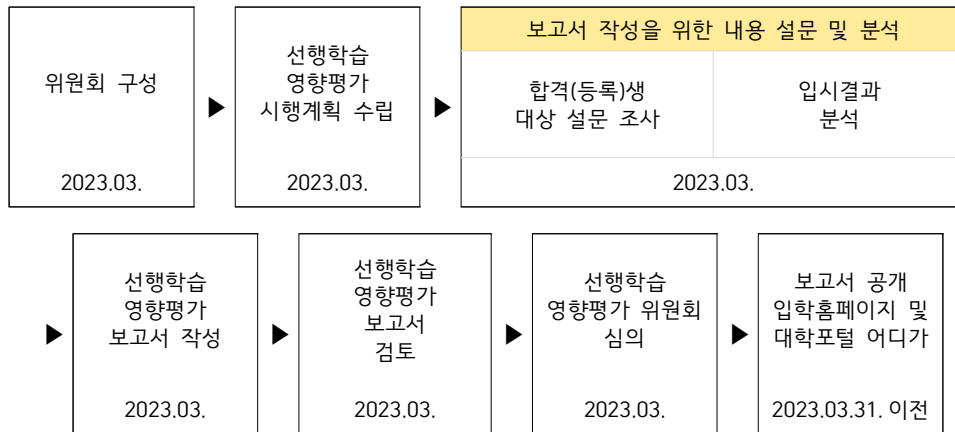 위원회 구성
2023.03.
▶
선행학습
영향평가
시행계획 수립
2023.03.
▶
보고서 작성을 위한 내용 설문 및 분석
합격(등록)생
대상 설문 조사
입시결과
분석
2023.03.
▶
선행학습
영향평가
보고서 작성
2023.03.
▶
선행학습
영향평가
보고서
검토
2023.03.
▶
선행학습
영향평가 위원회
심의
2023.03.
▶
보고서 공개
입학홈페이지 및
대학포털 어디가
2023.03.31. 이전